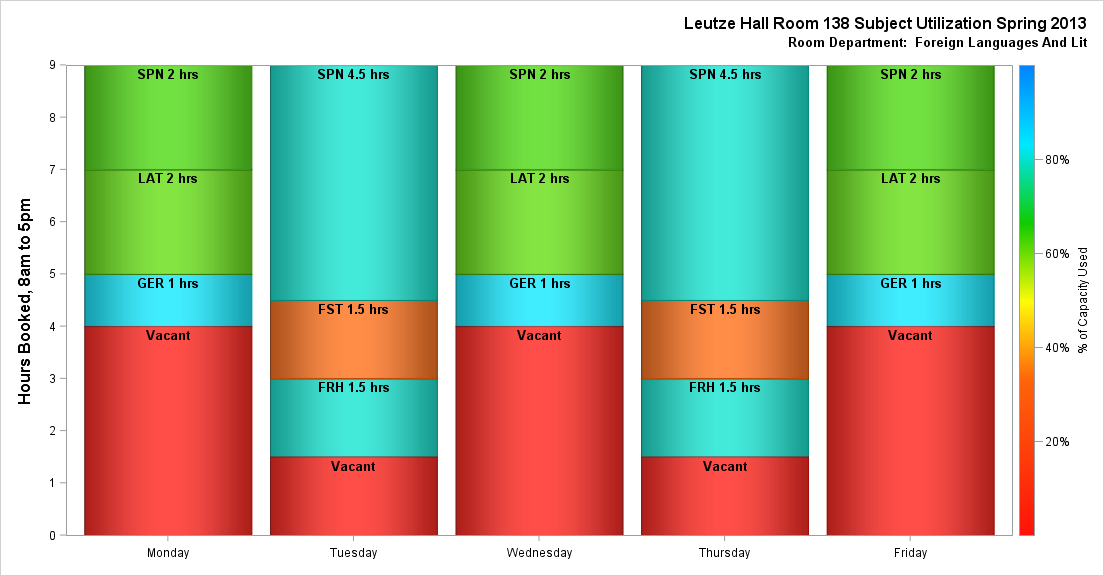 Leutze Hall Room 138 Subject Utilization Spring 2013
Room Department: Foreign Languages And Lit
Hours Booked, 8am to 5pm
9
8
7
6
5
4
3
2
1
0
SPN 2 hrs
LAT 2 hrs
GER 1 hrs
Vacant
Monday
SPN 4.5 hrs
FST 1.5 hrs
FRH 1.5 hrs
Vacant
Tuesday
SPN 2 hrs
LAT 2 hrs
GER 1 hrs
Vacant
Wednesday
SPN 4.5 hrs
FST 1.5 hrs
FRH 1.5 hrs
Vacant
Thursday
SPN 2 hrs
LAT 2 hrs
GER 1 hrs
Vacant
Friday
80%
60%
40%
20%
% of Capacity Used